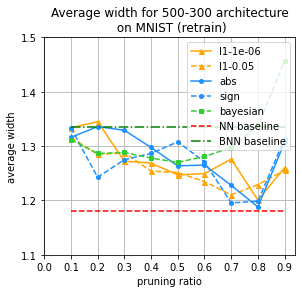 Average width for 500-300 architecture
on MNIST (retrain)
1.5
1.4
1.3
1.2
1.1
average width
l1-1e-06
l1-0.05
abs
sign
bayesian
NN baseline
BNN baseline
0.0 0.1 0.2 0.3 0.4 0.5 0.6 0.7 0.8 0.9
pruning ratio